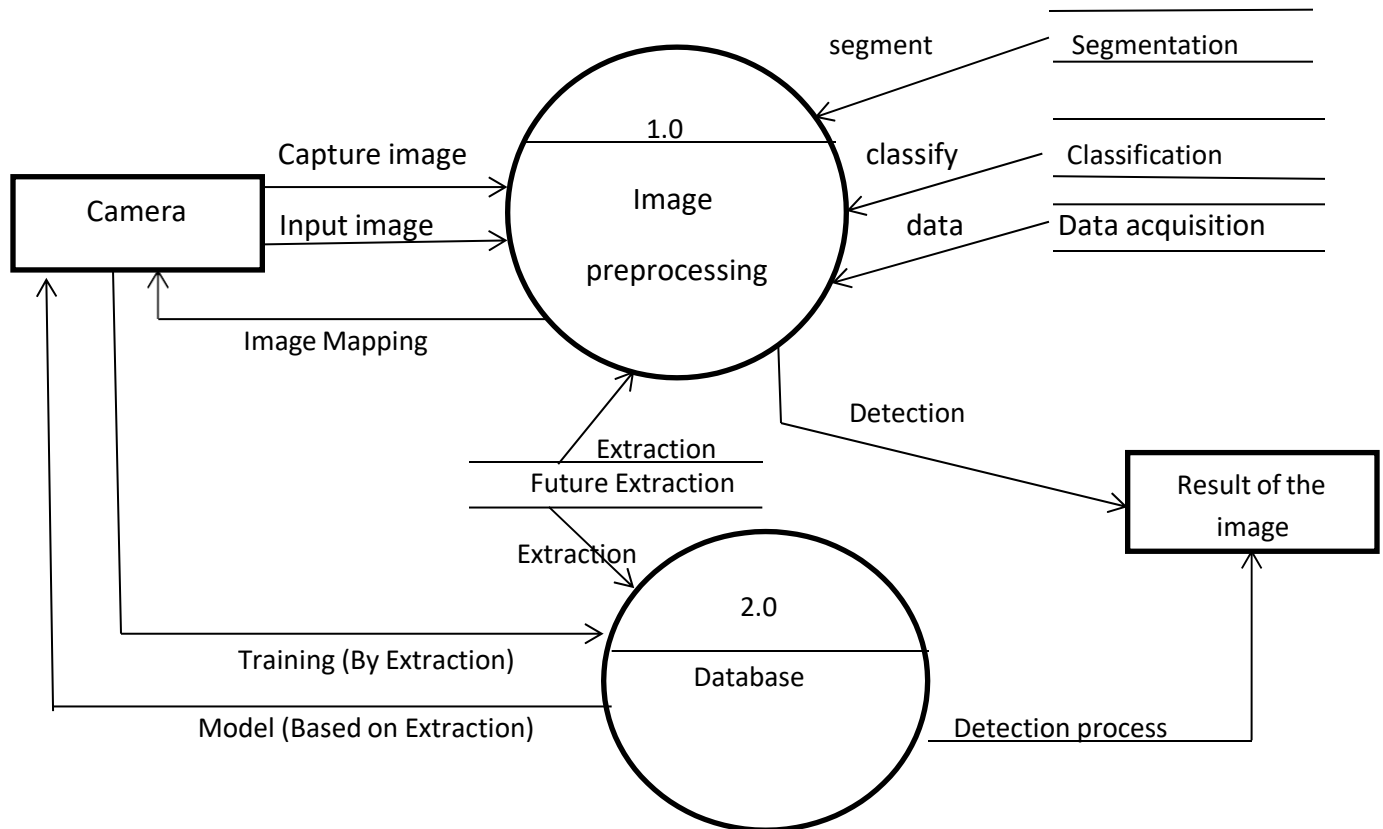 segment
Segmentation
1.0
Capture image
classify
Classification
Camera
Image
preprocessing
Input image
data
Data acquisition
Image Mapping
Detection
Extraction
Future Extraction
Result of the
image
Extraction
2.0
Training (By Extraction)
Database
Model (Based on Extraction)
Detection process